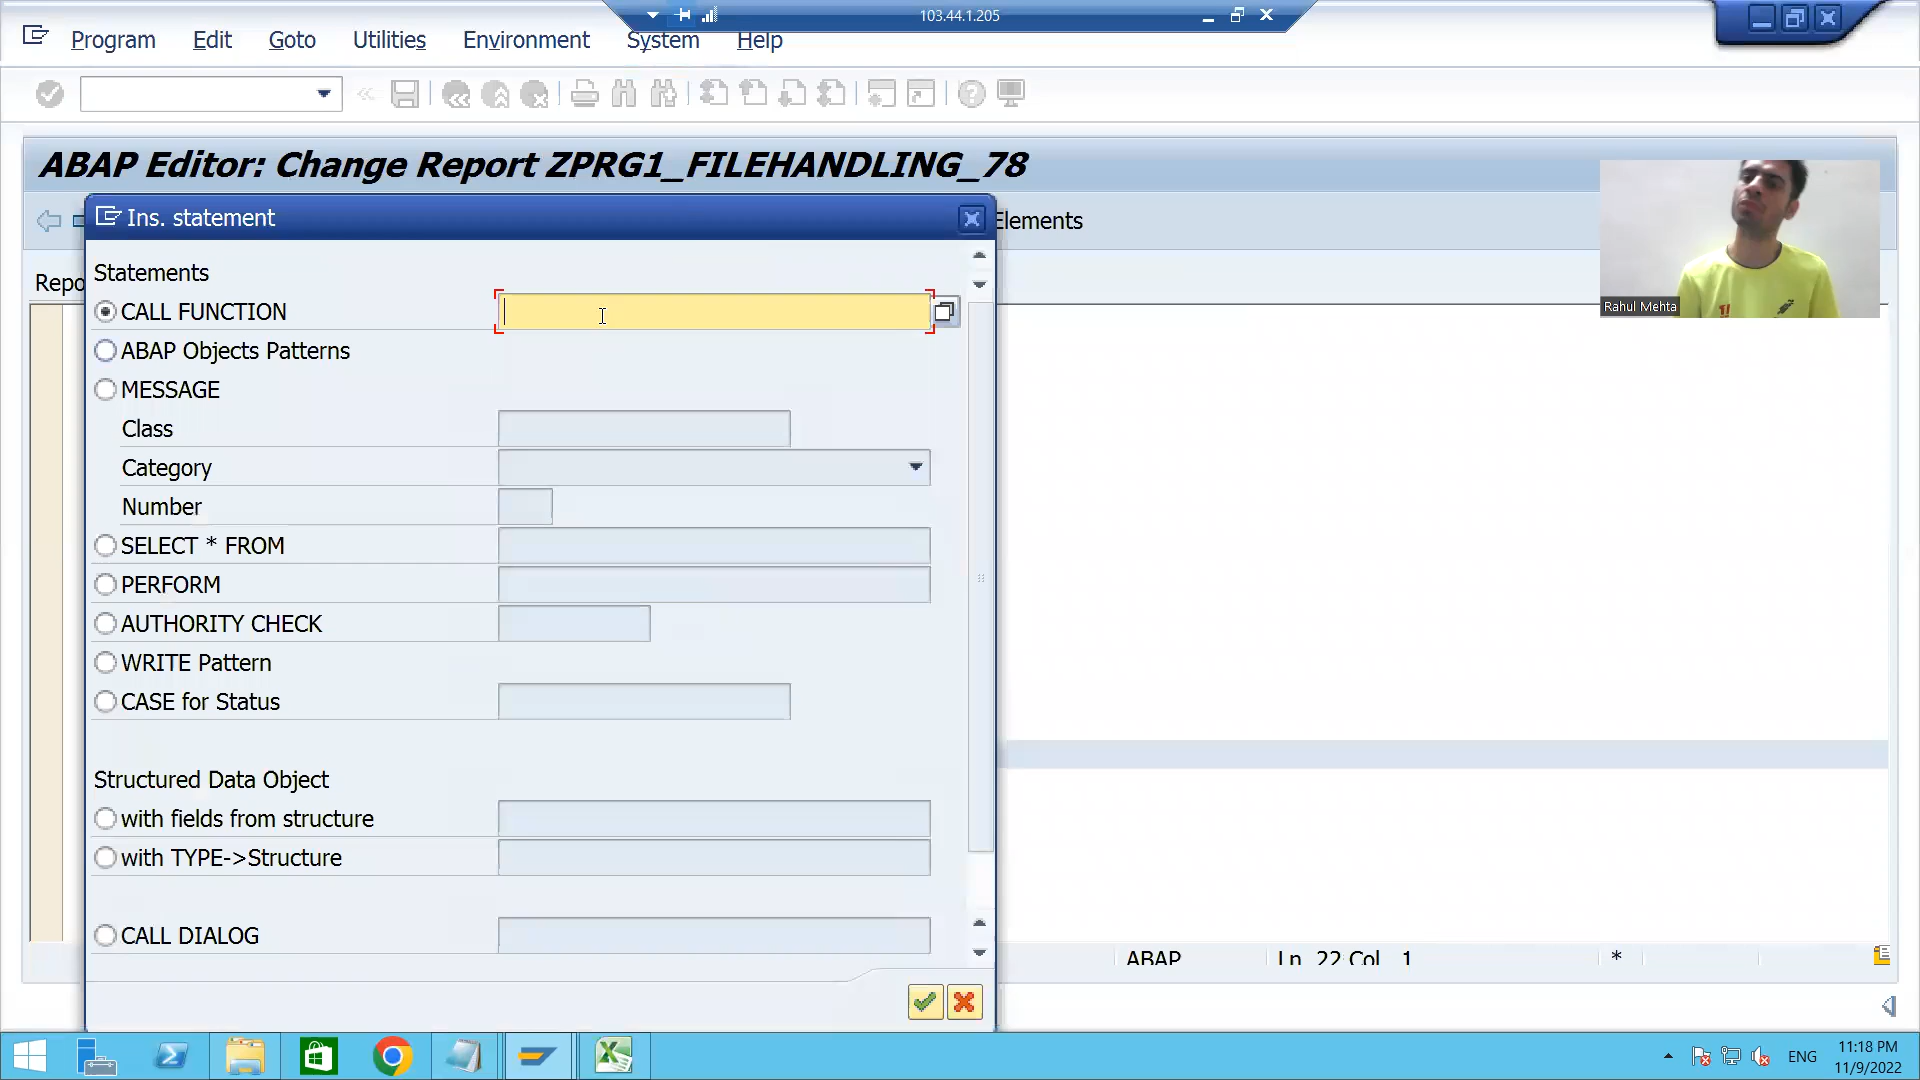 103.44.1.205
Program Edit Goto Utilities Environment System Help
ABAP Editor: Change Report ZPRG1_FILEHANDLING_78
Ins. statement
Elements
Repo
Statements
CALL FUNCTION
ABAP Objects Patterns
MESSAGE
Class
Category
Number
SELECT * FROM
PERFORM
AUTHORITY CHECK
WRITE Pattern
CASE for Status
Structured Data Object
with fields from structure
with TYPE->Structure
CALL DIALOG
Rahul Mehta
ABAP Ln 22 Col 1 *
ENG
11:18 PM
11/9/2022